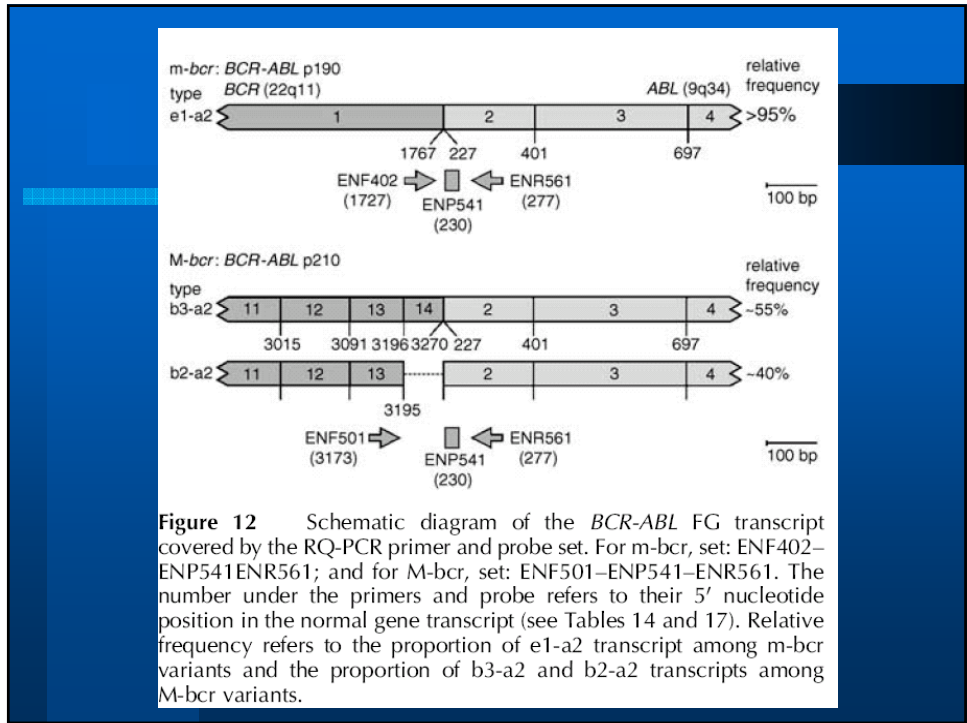 m-bcr: BCR-ABL p190
relative
frequency
type BCR (22q11) ABL (9q34)
e1-a2 1 2 3 4 >95%
1767 227 401 697
ENF402 ENR561
(1727) ENP541 (277)
(230)
100 bp
M-bcr: BCR-ABL p210
relative
frequency
type
b3-a2 11 12 13 14 2 3 4 ~55%
3015 3091 3196 3270 227 401 697
b2-a2 11 12 13 2 3 4 ~40%
3195
ENF501 ENR561
(3173) ENP541 (277)
(230)
100 bp
Figure 12 Schematic diagram of the BCR-ABL FG transcript
covered by the RQ-PCR primer and probe set. For m-bcr, set: ENF402–
ENP541ENR561; and for M-bcr, set: ENF501–ENP541–ENR561. The
number under the primers and probe refers to their 5′ nucleotide
position in the normal gene transcript (see Tables 14 and 17). Relative
frequency refers to the proportion of e1-a2 transcript among m-bcr
variants and the proportion of b3-a2 and b2-a2 transcripts among
M-bcr variants.